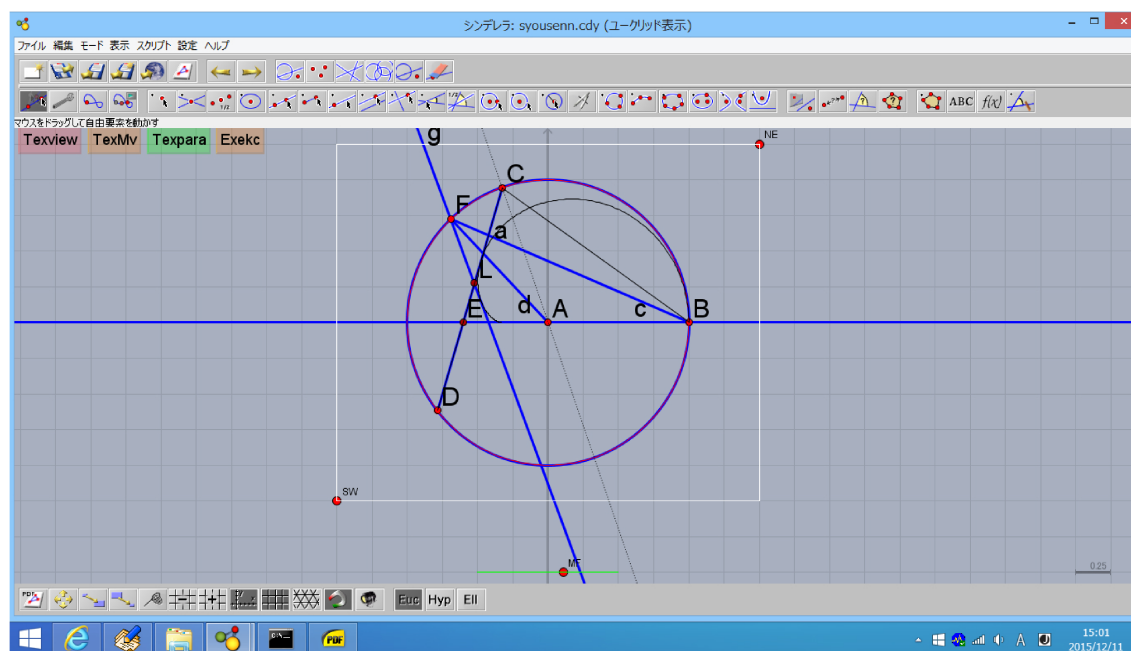 シンデレラ: syousenn.cdy (ユークリッド表示)
ファイル 編集 モード 表示 スクリプト 設定 ヘルプ
ABC f(x)
マウスをドラッグして自由要素を動かす
Texview TexMv Texpara Exekc
g
NE
C
F
a
L
E d A c B
D
SW
MF
0.25
PDF Euc Hyp Ell
PDF
A 15:01
2015/12/11